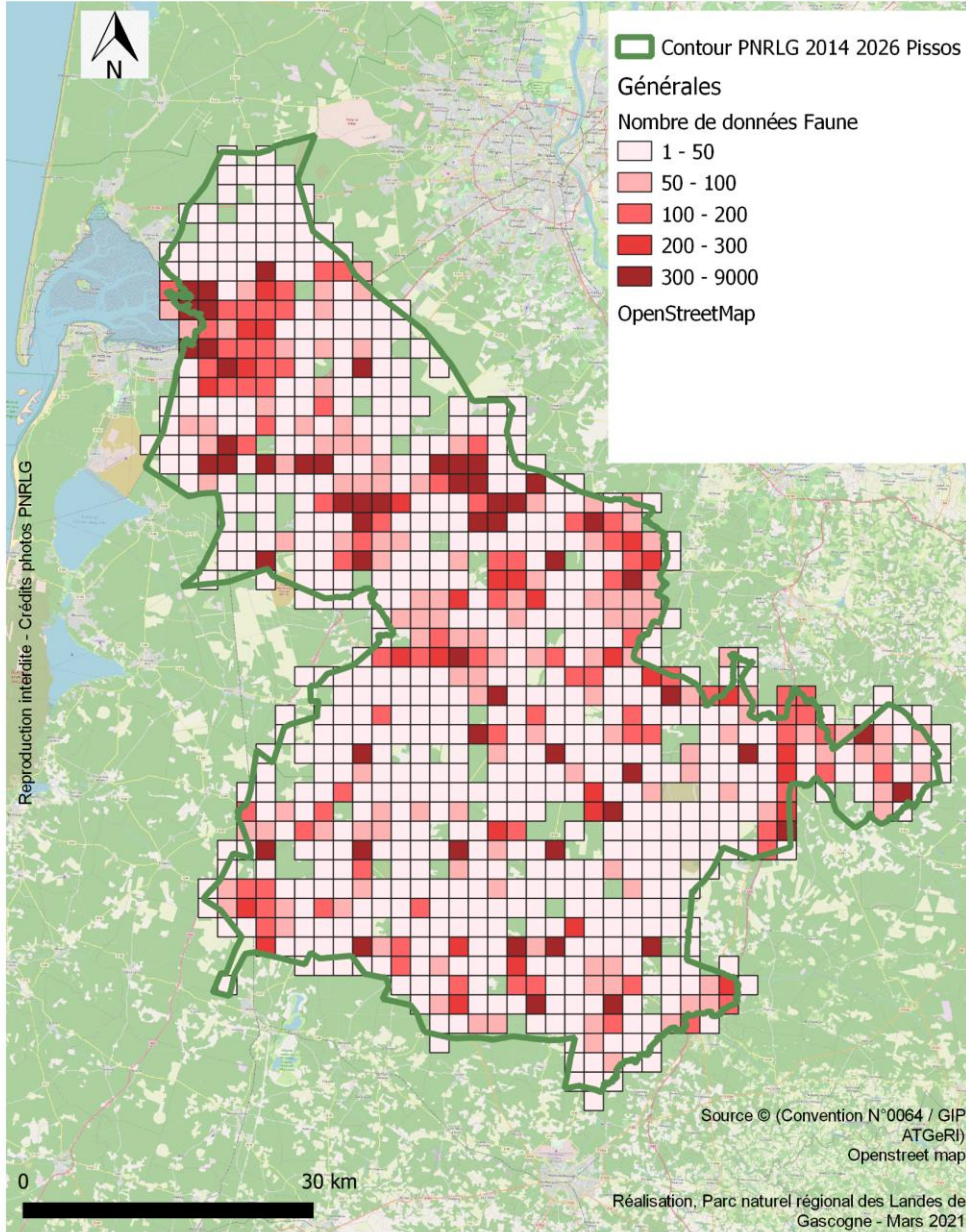 N
Contour PNRLG 2014 2026 Pissos
Générales
Nombre de données Faune
1 - 50
50 - 100
100 - 200
200 - 300
300 - 9000
OpenStreetMap
Reproduction interdite - Crédits photos PNRLG
Source © (Convention N°0064 / GIP
ATGeRI)
Openstreet map
0 30 km
Réalisation, Parc naturel régional des Landes de
Gascogne - Mars 2021